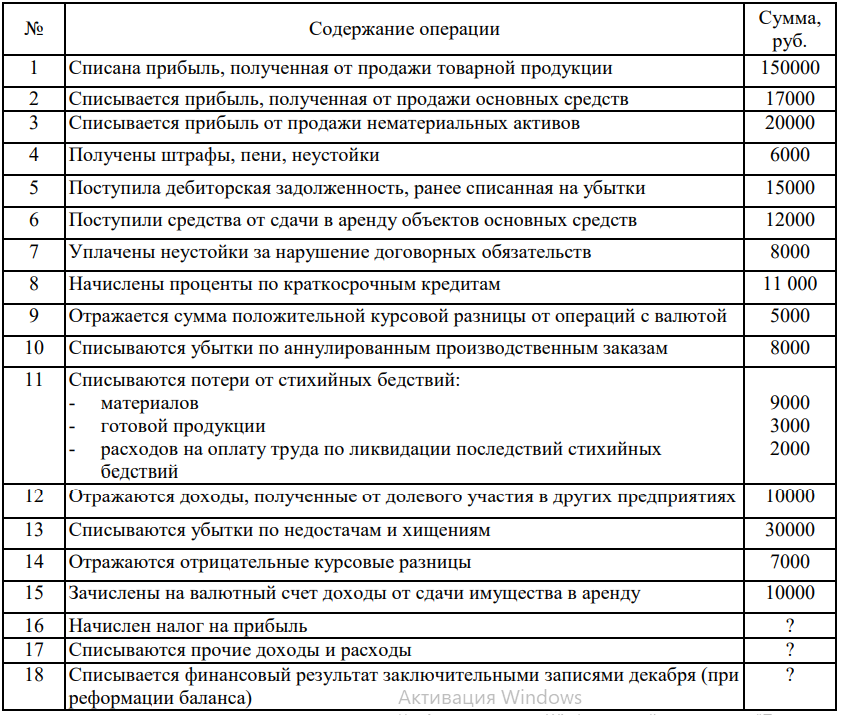 № Содержание операции Сумма, руб.
1 Списана прибыль, полученная от продажи товарной продукции 150000
2 Списывается прибыль, полученная от продажи основных средств 17000
3 Списывается прибыль от продажи нематериальных активов 20000
4 Получены штрафы, пени, неустойки 6000
5 Поступила дебиторская задолженность, ранее списанная на убытки 15000
6 Поступили средства от сдачи в аренду объектов основных средств 12000
7 Уплачены неустойки за нарушение договорных обязательств 8000
8 Начислены проценты по краткосрочным кредитам 11 000
9 Отражается сумма положительной курсовой разницы от операций с валютой 5000
10 Списываются убытки по аннулированным производственным заказам 8000
11 Списываются потери от стихийных бедствий:
- материалов 9000
- готовой продукции 3000
- расходов на оплату труда по ликвидации последствий стихийных 2000
бедствий
12 Отражаются доходы, полученные от долевого участия в других предприятиях 10000
13 Списываются убытки по недостачам и хищениям 30000
14 Отражаются отрицательные курсовые разницы 7000
15 Зачислены на валютный счет доходы от сдачи имущества в аренду 10000
16 Начислен налог на прибыль ?
17 Списываются прочие доходы и расходы ?
18 Списывается финансовый результат заключительными записями декабря (при ?
реформации баланса)
Активация Windows